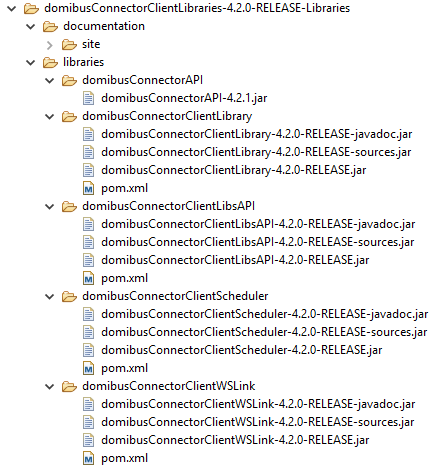 domibusConnectorClientLibraries-4.2.0-RELEASE-Libraries
documentation
site
libraries
domibusConnectorAPI
domibusConnectorAPI-4.2.1.jar
domibusConnectorClientLibrary
domibusConnectorClientLibrary-4.2.0-RELEASE-javadoc.jar
domibusConnectorClientLibrary-4.2.0-RELEASE-sources.jar
domibusConnectorClientLibrary-4.2.0-RELEASE.jar
pom.xml
domibusConnectorClientLibsAPI
domibusConnectorClientLibsAPI-4.2.0-RELEASE-javadoc.jar
domibusConnectorClientLibsAPI-4.2.0-RELEASE-sources.jar
domibusConnectorClientLibsAPI-4.2.0-RELEASE.jar
pom.xml
domibusConnectorClientScheduler
domibusConnectorClientScheduler-4.2.0-RELEASE-javadoc.jar
domibusConnectorClientScheduler-4.2.0-RELEASE-sources.jar
domibusConnectorClientScheduler-4.2.0-RELEASE.jar
pom.xml
domibusConnectorClientWSLink
domibusConnectorClientWSLink-4.2.0-RELEASE-javadoc.jar
domibusConnectorClientWSLink-4.2.0-RELEASE-sources.jar
domibusConnectorClientWSLink-4.2.0-RELEASE.jar
pom.xml